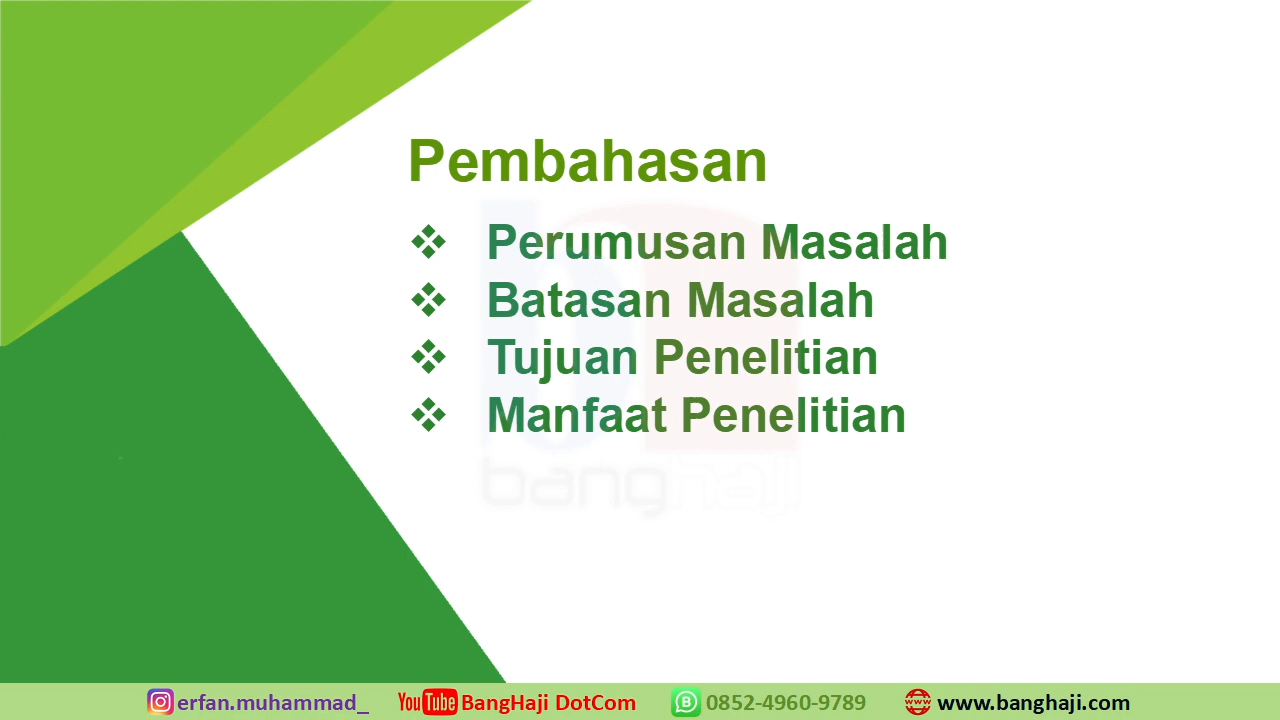 Pembahasan
❖ Perumusan Masalah
❖ Batasan Masalah
❖ Tujuan Penelitian
❖ Manfaat Penelitian
banghaji
erfan.muhammad_ YouTube BangHaji DotCom 0852-4960-9789 www www.banghaji.com